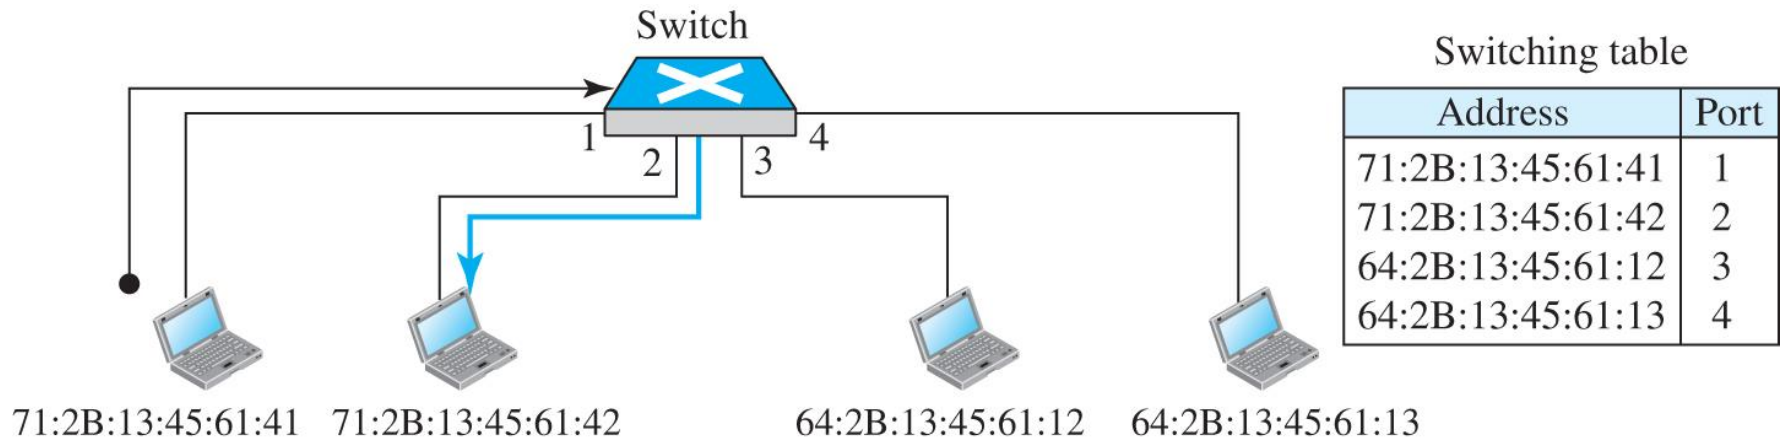 Switch
1
2
3
4
71:2B:13:45:61:41
71:2B:13:45:61:42
64:2B:13:45:61:12
64:2B:13:45:61:13
Switching table
Address Port
71:2B:13:45:61:41 1
71:2B:13:45:61:42 2
64:2B:13:45:61:12 3
64:2B:13:45:61:13 4